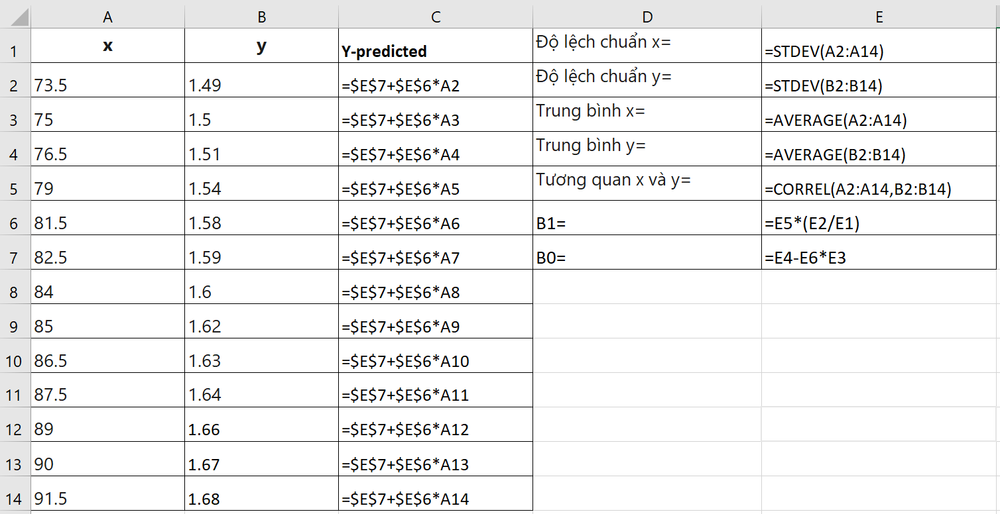 A B C D E
1 x y Y-predicted Độ lệch chuẩn x= =STDEV(A2:A14)
2 73.5 1.49 =$E$7+$E$6*A2 Độ lệch chuẩn y= =STDEV(B2:B14)
3 75 1.5 =$E$7+$E$6*A3 Trung bình x= =AVERAGE(A2:A14)
4 76.5 1.51 =$E$7+$E$6*A4 Trung bình y= =AVERAGE(B2:B14)
5 79 1.54 =$E$7+$E$6*A5 Tương quan x và y= =CORREL(A2:A14,B2:B14)
6 81.5 1.58 =$E$7+$E$6*A6 B1= =E5*(E2/E1)
7 82.5 1.59 =$E$7+$E$6*A7 B0= =E4-E6*E3
8 84 1.6 =$E$7+$E$6*A8
9 85 1.62 =$E$7+$E$6*A9
10 86.5 1.63 =$E$7+$E$6*A10
11 87.5 1.64 =$E$7+$E$6*A11
12 89 1.66 =$E$7+$E$6*A12
13 90 1.67 =$E$7+$E$6*A13
14 91.5 1.68 =$E$7+$E$6*A14